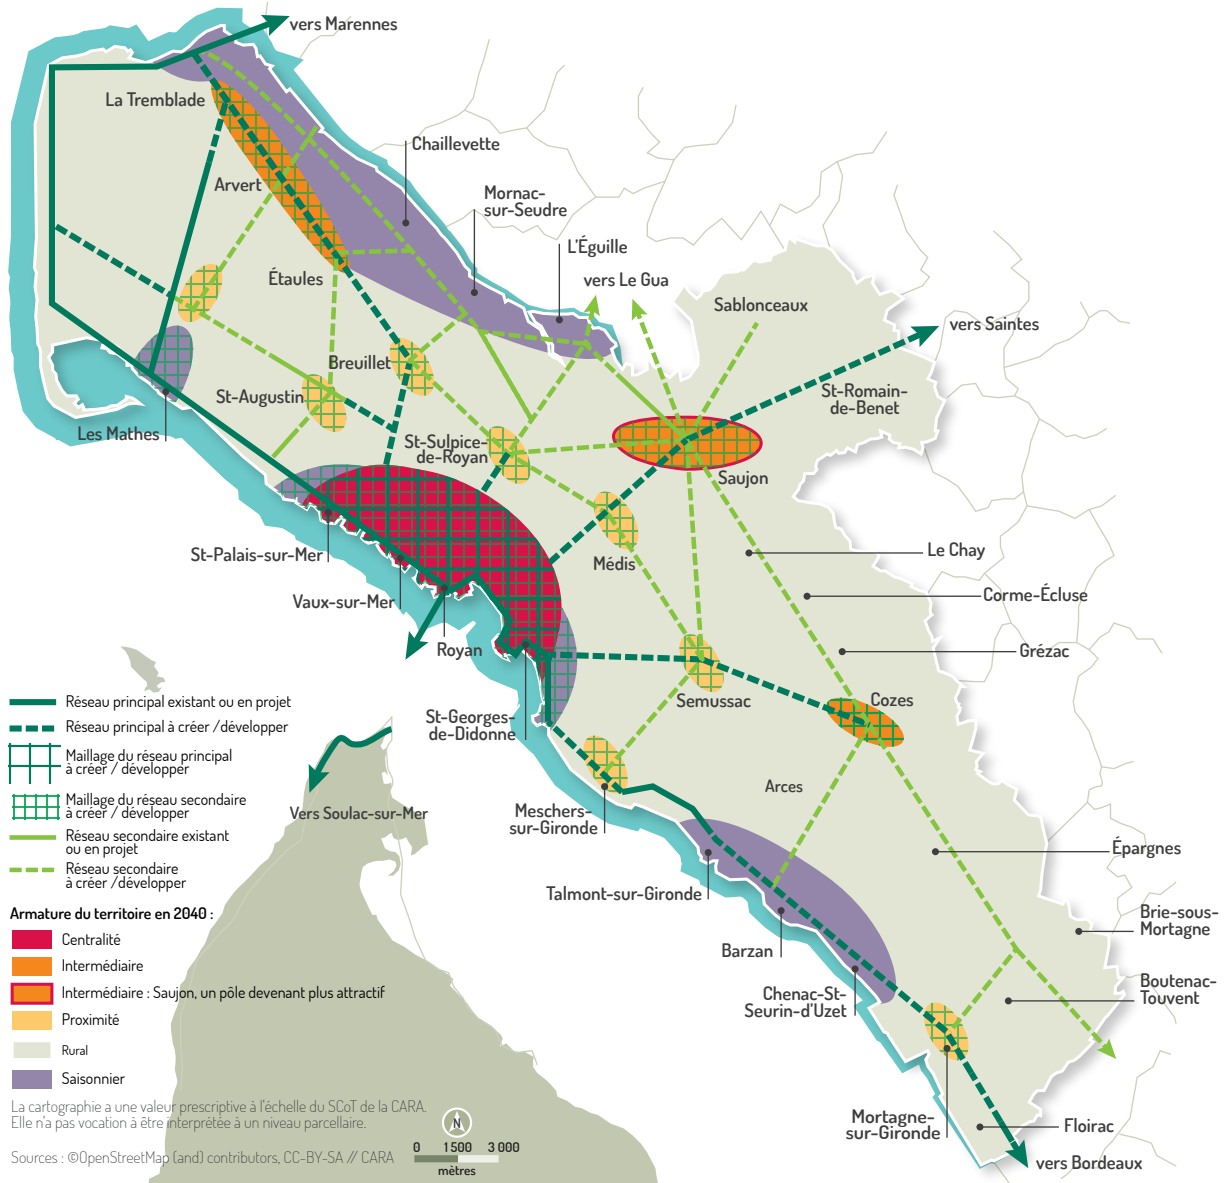 vers Marennes
La Tremblade
Chaillevette
Arvert
Mornac-
sur-Seudre
L'Éguille
vers Le Gua
Étaules
Sablonceaux
vers Saintes
Breuillet
St-Augustin
St-Romain-
de-Benet
Les Mathes
St-Sulpice-
de-Royan
Saujon
St-Palais-sur-Mer
Médis
Le Chay
Vaux-sur-Mer
Corme-Écluse
Royan
Grézac
Semussac
Cozes
St-Georges-
de-Didonne
Arces
Meschers-
sur-Gironde
Épargnes
Talmont-sur-Gironde
Brie-sous-
Mortagne
Barzan
Boutenac-
Touvent
Chenac-St-
Seurin-d'Uzet
Mortagne-
sur-Gironde
Floirac
vers Bordeaux
Vers Soulac-sur-Mer
Réseau principal existant ou en projet
Réseau principal à créer /développer
Maillage du réseau principal
à créer / développer
Maillage du réseau secondaire
à créer / développer
Réseau secondaire existant
ou en projet
Réseau secondaire
à créer /développer
Armature du territoire en 2040 :
Centralité
Intermédiaire
Intermédiaire : Saujon, un pôle devenant plus attractif
Proximité
Rural
Saisonnier
La cartographie a une valeur prescriptive à l'échelle du SCoT de la CARA.
Elle n'a pas vocation à être interprétée à un niveau parcellaire.
Sources : ©OpenStreetMap (and) contributors, CC-BY-SA // CARA
N
0 1 500 3 000
mètres